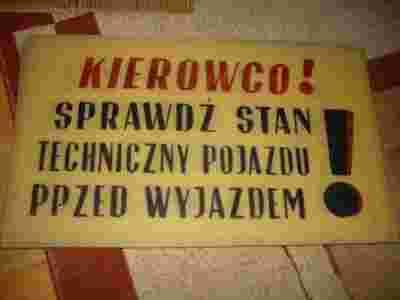 KIEROWCO!
SPRAWDŹ STAN
TECHNICZNY POJAZDU
PPZED WYJAZDEM !